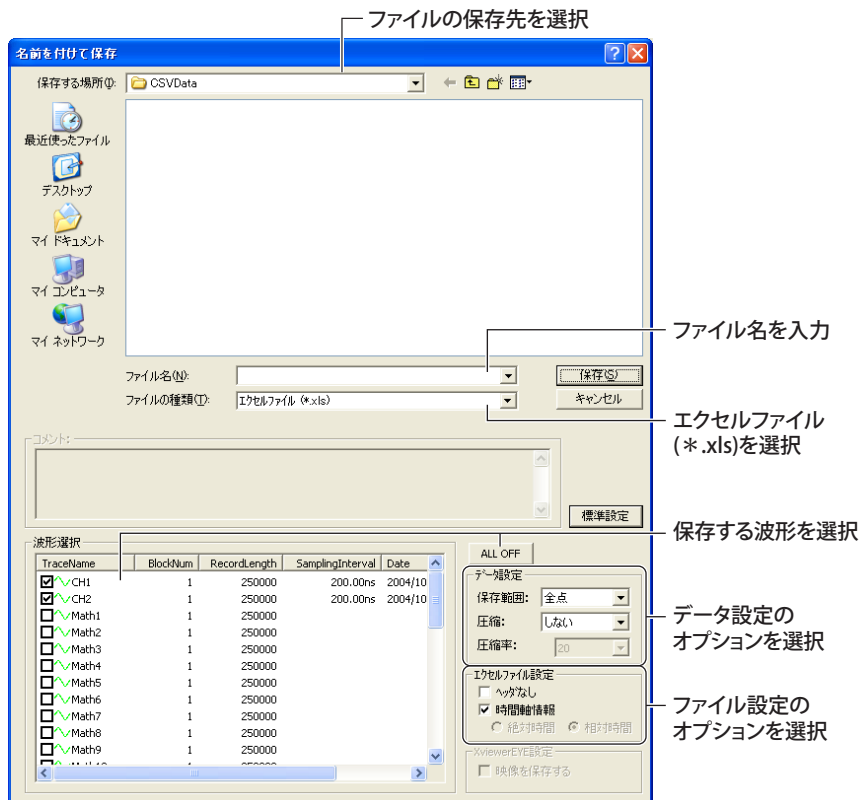 ファイルの保存先を選択
名前を付けて保存
保存する場所(I):
CSVData
最近使ったファイル
デスクトップ
マイ ドキュメント
マイ コンピュータ
マイ ネットワーク
ファイル名を入力
ファイル名(N):
保存(S)
ファイルの種類(T):
エクセルファイル (*.xls)
キャンセル
エクセルファイル
(＊.xls)を選択
コメント:
標準設定
保存する波形を選択
波形選択
ALL OFF
TraceName BlockNum RecordLength SamplingInterval Date
CH1 1 250000 200.00ns 2004/10
CH2 1 250000 200.00ns 2004/10
Math1 1 250000
Math2 1 250000
Math3 1 250000
Math4 1 250000
Math5 1 250000
Math6 1 250000
Math7 1 250000
Math8 1 250000
Math9 1 250000
データ設定
保存範囲: 全点
圧縮: しない
圧縮率: 20
データ設定の
オプションを選択
エクセルファイル設定
ヘッダなし
時間軸情報
絶対時間 相対時間
ファイル設定の
オプションを選択
XviewerEYE設定
映像を保存する